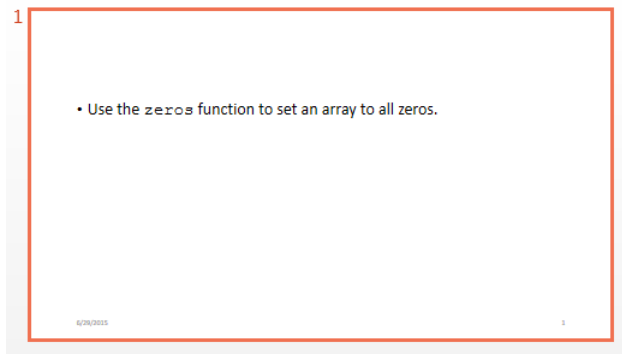 1
• Use the zeros function to set an array to all zeros.
6/29/2015 1